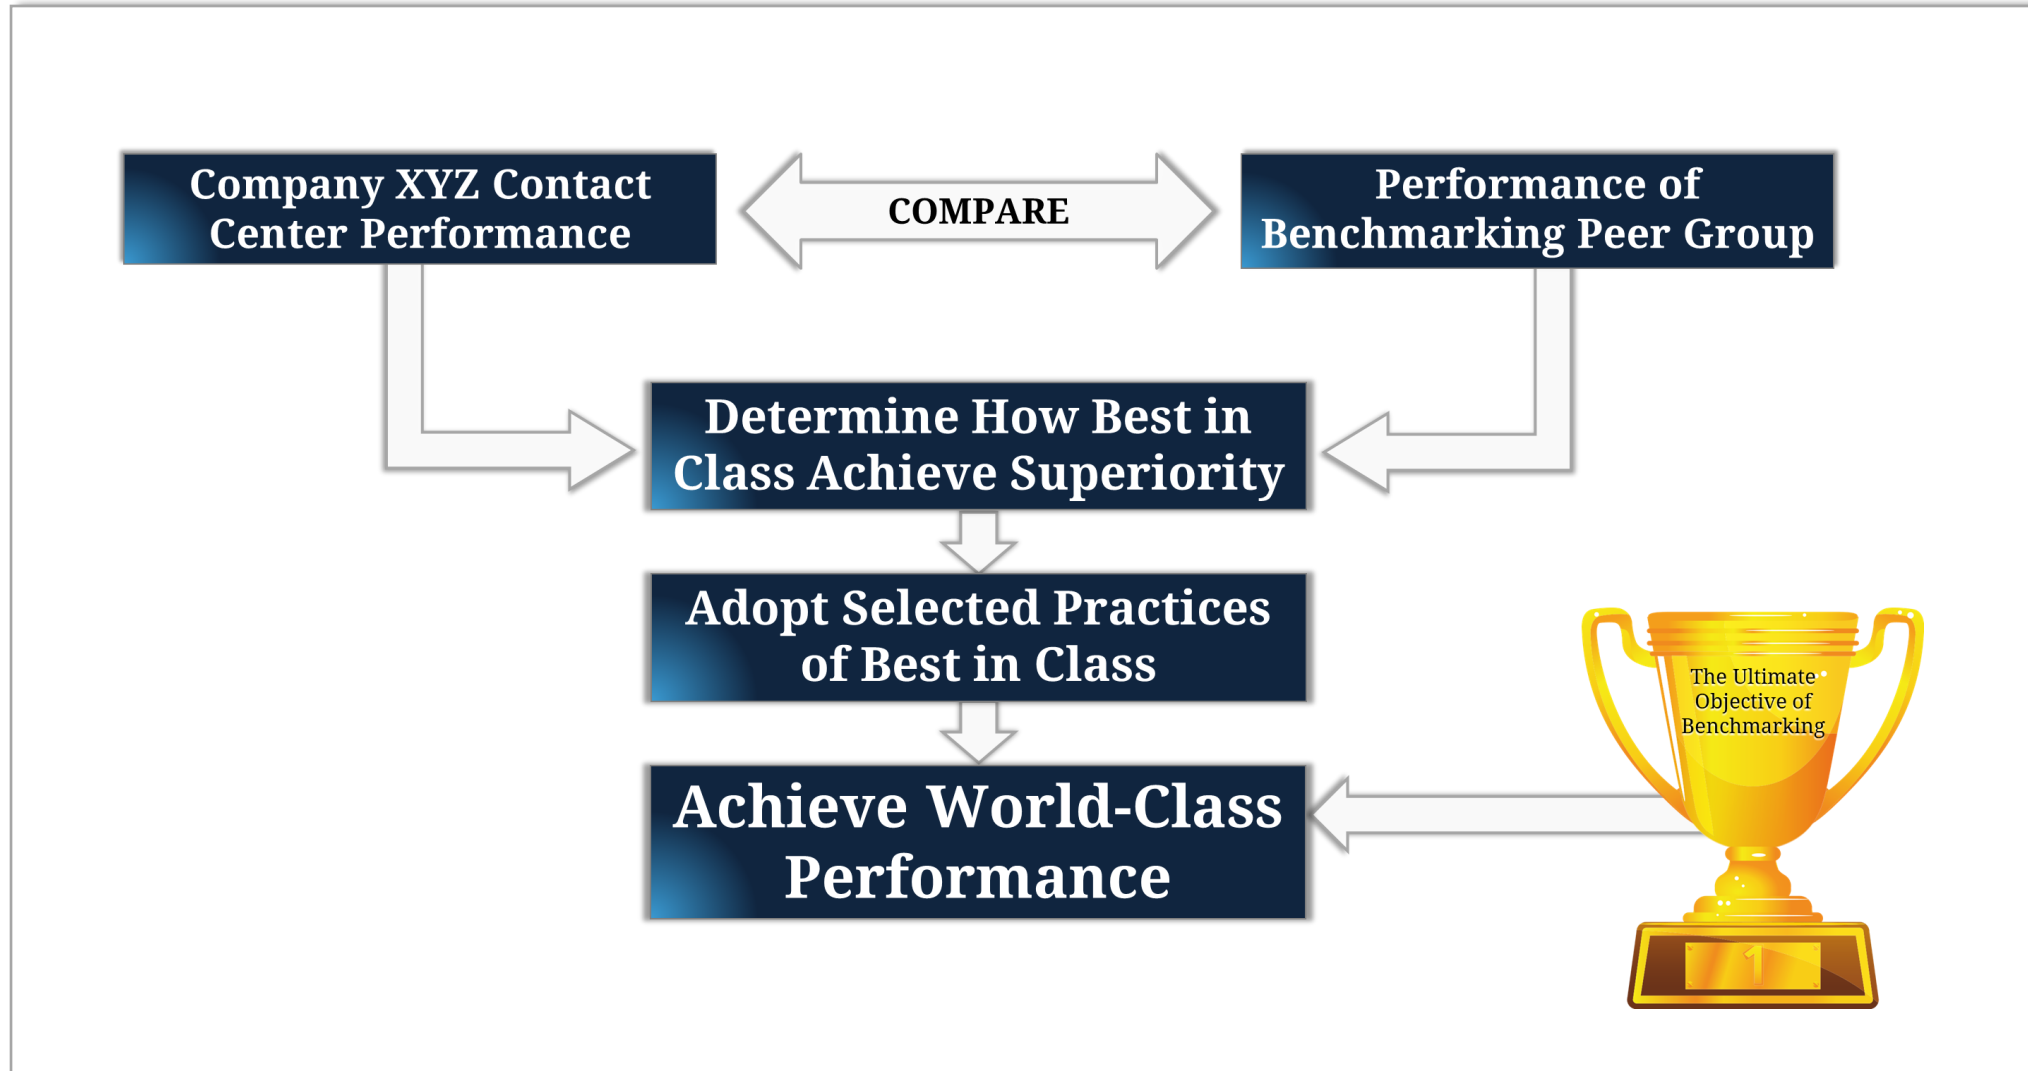 Company XYZ Contact
Center Performance
COMPARE
Performance of
Benchmarking Peer Group
Determine How Best in
Class Achieve Superiority
Adopt Selected Practices
of Best in Class
The Ultimate
Objective of
Benchmarking
Achieve World-Class
Performance
1